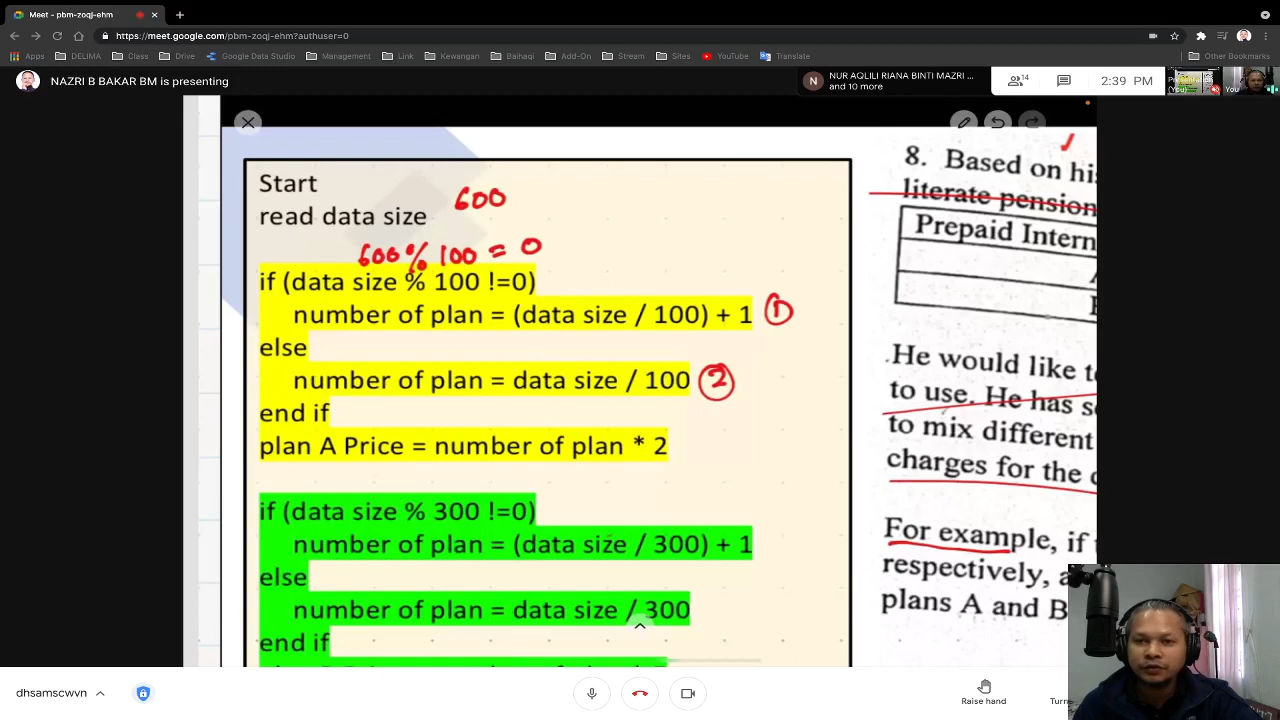 Meet - pbm-zoqj-ehm
https://meet.google.com/pbm-zoqj-ehm?authuser=0
Apps DELIMA Class Drive Google Data Studio Management Link Kewangan Baihaqi Add-On Stream Sites YouTube Translate Other Bookmarks
NAZRI B BAKAR BM is presenting
N NUR AQLILI RIANA BINTI MAZRI ...
and 10 more
14
2:39 PM
(You)
You
Start
600
read data size
600 % 100 = 0
if (data size % 100 !=0)
number of plan = (data size / 100) + 1 1
else
number of plan = data size / 100 2
end if
plan A Price = number of plan * 2
if (data size % 300 !=0)
number of plan = (data size / 300) + 1
else
number of plan = data size / 300
end if
8. Based on hi
literate pension
Prepaid Intern
He would like t
to use. He has s
to mix different
charges for the
For example, if
respectively, a
plans A and B
dhsamscwvn
Raise hand
Turn